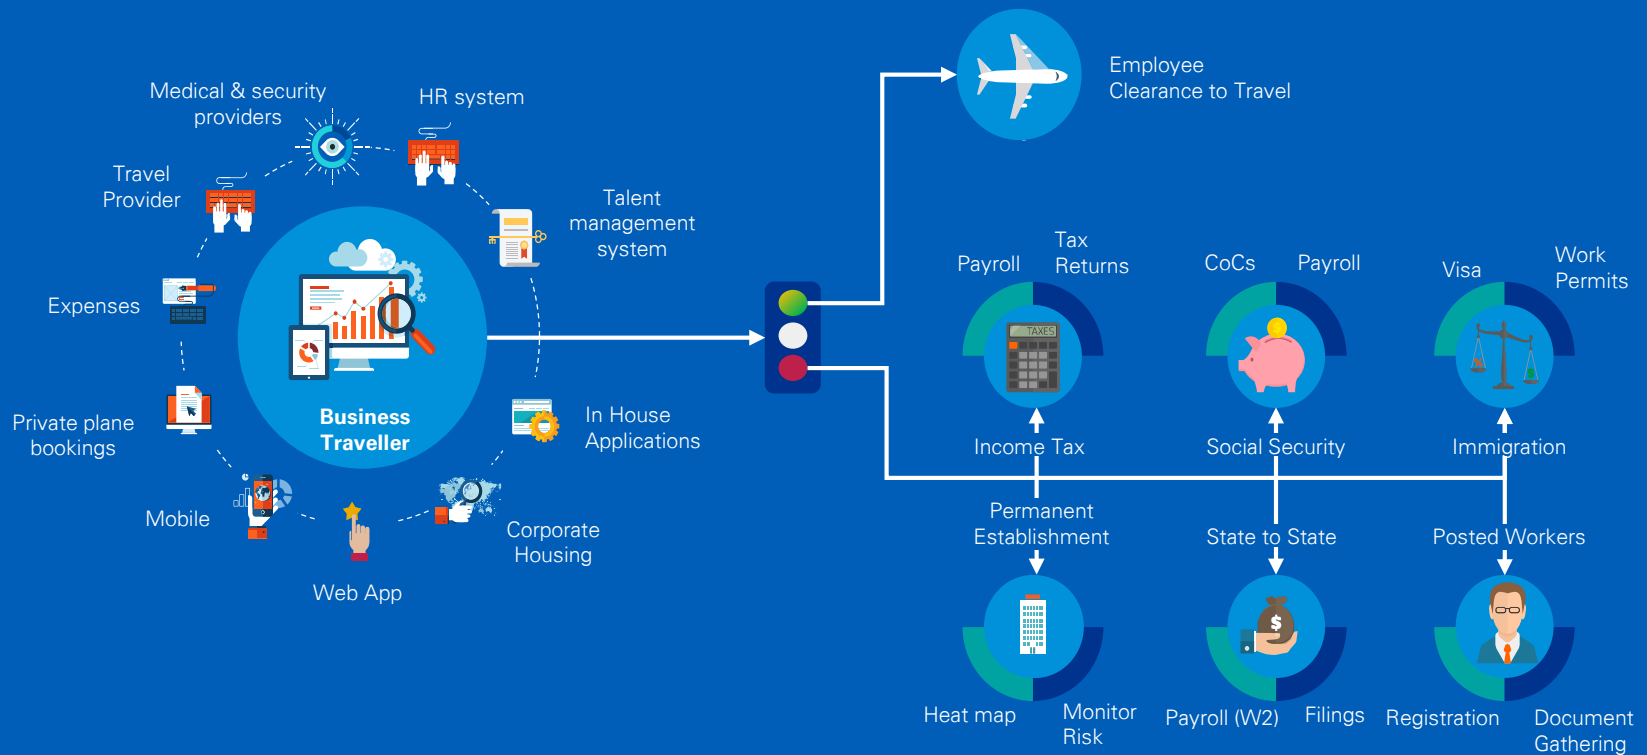 Medical & security
providers
HR system
Travel
Provider
Talent
management
system
Expenses
Business
Traveller
Private plane
bookings
In House
Applications
Mobile
Corporate
Housing
Web App
Employee
Clearance to Travel
Payroll
Tax
Returns
TAXES
Income Tax
CoCs
Payroll
$
Social Security
Visa
Work
Permits
$
Immigration
Permanent
Establishment
Heat map
Monitor
Risk
State to State
$
Payroll (W2)
Filings
Posted Workers
Registration
Document
Gathering